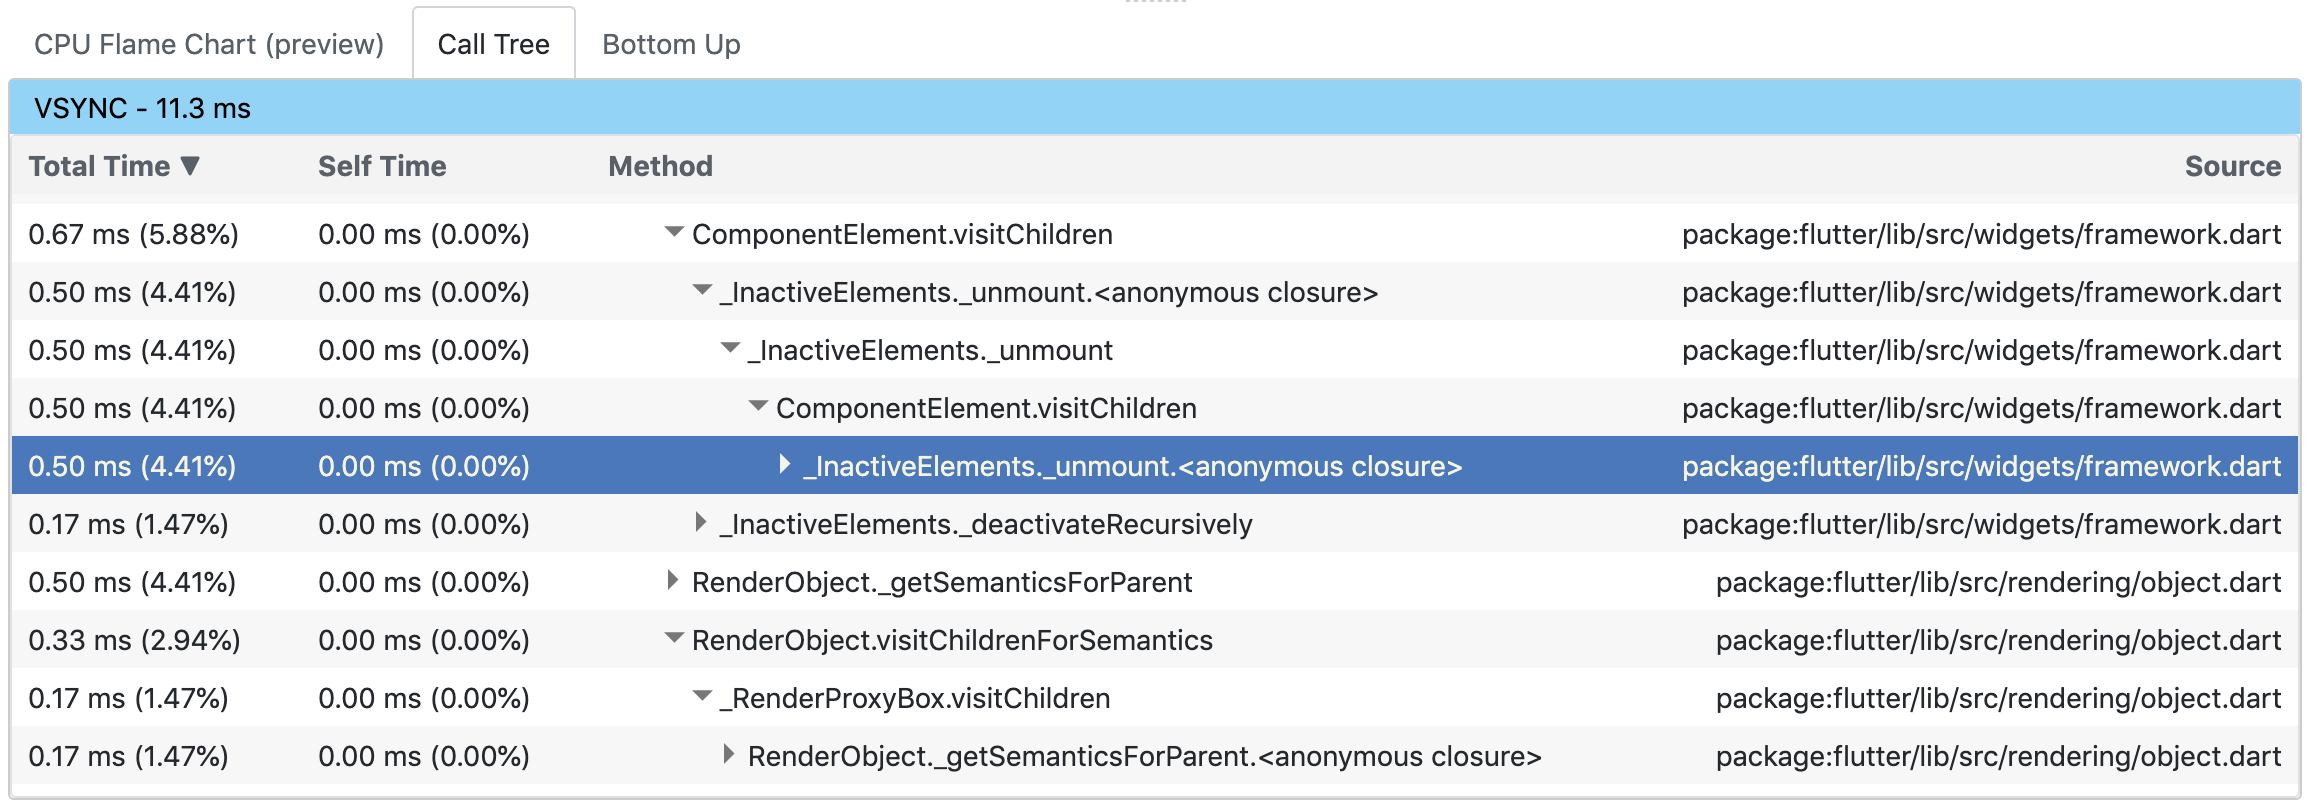 CPU Flame Chart (preview) Call Tree Bottom Up
VSYNC - 11.3 ms
Total Time ▼ Self Time Method Source
0.67 ms (5.88%) 0.00 ms (0.00%) ComponentElement.visitChildren package:flutter/lib/src/widgets/framework.dart
0.50 ms (4.41%) 0.00 ms (0.00%) _InactiveElements._unmount.<anonymous closure> package:flutter/lib/src/widgets/framework.dart
0.50 ms (4.41%) 0.00 ms (0.00%) _InactiveElements._unmount package:flutter/lib/src/widgets/framework.dart
0.50 ms (4.41%) 0.00 ms (0.00%) ComponentElement.visitChildren package:flutter/lib/src/widgets/framework.dart
0.50 ms (4.41%) 0.00 ms (0.00%) _InactiveElements._unmount.<anonymous closure> package:flutter/lib/src/widgets/framework.dart
0.17 ms (1.47%) 0.00 ms (0.00%) _InactiveElements._deactivateRecursively package:flutter/lib/src/widgets/framework.dart
0.50 ms (4.41%) 0.00 ms (0.00%) RenderObject._getSemanticsForParent package:flutter/lib/src/rendering/object.dart
0.33 ms (2.94%) 0.00 ms (0.00%) RenderObject.visitChildrenForSemantics package:flutter/lib/src/rendering/object.dart
0.17 ms (1.47%) 0.00 ms (0.00%) _RenderProxyBox.visitChildren package:flutter/lib/src/rendering/object.dart
0.17 ms (1.47%) 0.00 ms (0.00%) RenderObject._getSemanticsForParent.<anonymous closure> package:flutter/lib/src/rendering/object.dart